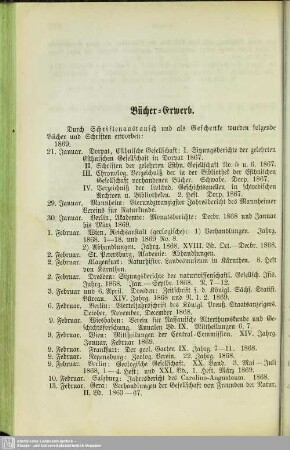 Bücher-Erwerb.
Durch Schriftenaustausch und als Geschenke wurden folgende
Bücher und Schriften erworben:
1869.
21. Januar. Dorpat, Esthnische Gesellschaft: I. Sitzungsberichte der gelehrten
Esthnischen Gesellschaft in Dorpat 1867.
II. Schriften der gelehrten Esthn. Gesellschaft No. 5 u. 6. 1867.
III. Chronolog. Verzeichniß der in der Bibliothek der Esthnischen
Gesellschaft vorhandenen Bücher. Schwabe. Dorp. 1867.
IV. Verzeichniß der livländ. Geschichtsquellen in schwedischen
Archiven u. Bibliotheken. 2. Heft. Dorp. 1867.
29. Januar. Mannheim: Vierunddreißigster Jahresbericht des Mannheimer
Vereins für Naturkunde.
30. Januar. Berlin, Akademie: Monatsberichte: Decbr. 1868 und Januar
bis März 1869.
1. Februar. Wien, Reichsanstalt (geologische): 1) Verhandlungen. Jahrg.
1868. 1—18. und 1869 No. 8.
2) Abhandlungen. Jahrg. 1868. XVIII. Bd. Oct.—Decbr. 1868.
2. Februar. St. Petersburg, Akademie. Abhandlungen.
2. Februar. Klagenfurt: Naturhistor. Landesmuseum in Kärnthen. 8. Heft
von Kärnthen.
2. Februar. Dresden: Sitzungsberichte der naturwissenschaftl. Gesellsch. Isis.
Jahrg. 1868. Jan.— Septbr. 1868. N. 7—12.
3. Februar und 6. April. Dresden: Zeitschrift d. Königl. Sächs. Statist.
Büreau. XIV. Jahrg. 1868 und N. 1. 2. 1869.
6. Februar. Berlin: Vierteljahrsschrift des Königl. Preuß. Staatsanzeigers.
October, November, December. 1868.
9. Februar. Wiesbaden: Verein für Nassauische Alterthumskunde und Ge-
schichtsforschung. Annalen Bd. IX. Mittheilungen 6. 7.
9. Februar. Wien: Mittheilungen der Central-Commission. XIV. Jahrg.
Januar, Februar 1869.
9. Februar. Frankfurt: Der zool. Garten IX. Jahrg. 7—11. 1868.
9. Februar. Regensburg: Zoolog. Verein. 22. Jahrg. 1868.
9. Februar. Berlin: Geologische Gesellschaft. XX. Band. 3. Mai — Juli
1868, 1—4. Heft; und XXI. Bd. 1. Heft. März 1869.
10. Februar. Salzburg: Jahresbericht des Carolino-Augusteum. 1868.
13. Februar. Gera: Verhandlungen der Gesellschaft von Freunden der Natur.
II. Bd. 1863—67.